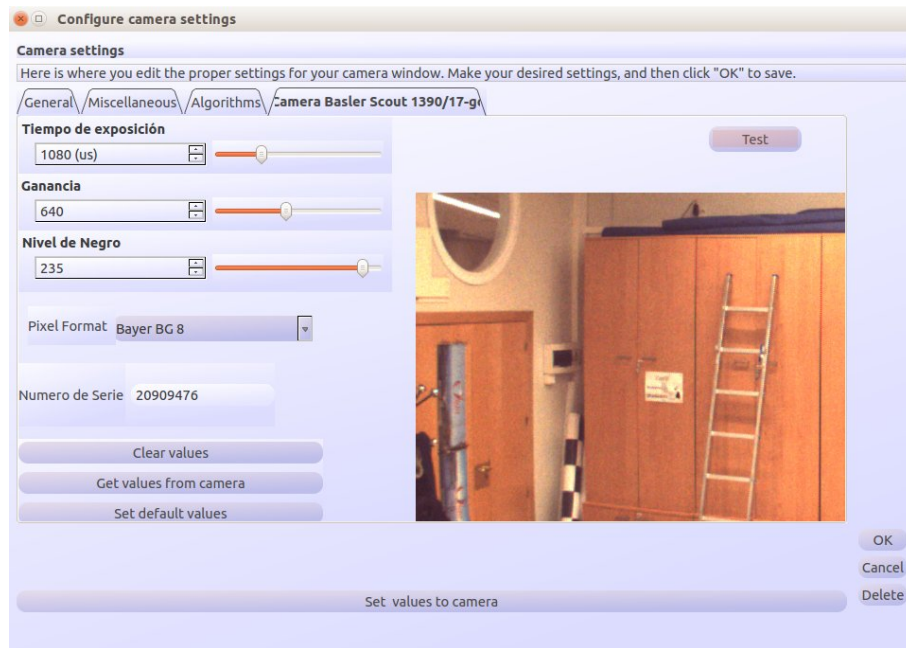 Configure camera settings
Camera settings
Here is where you edit the proper settings for your camera window. Make your desired settings, and then click "OK" to save.
General Miscellaneous Algorithms Camera Basler Scout 1390/17-g
Tiempo de exposición
1080 (us)
Test
Ganancia
640
Nivel de Negro
235
Pixel Format Bayer BG 8
Numero de Serie 20909476
Clear values
Get values from camera
Set default values
OK
Cancel
Set values to camera
Delete